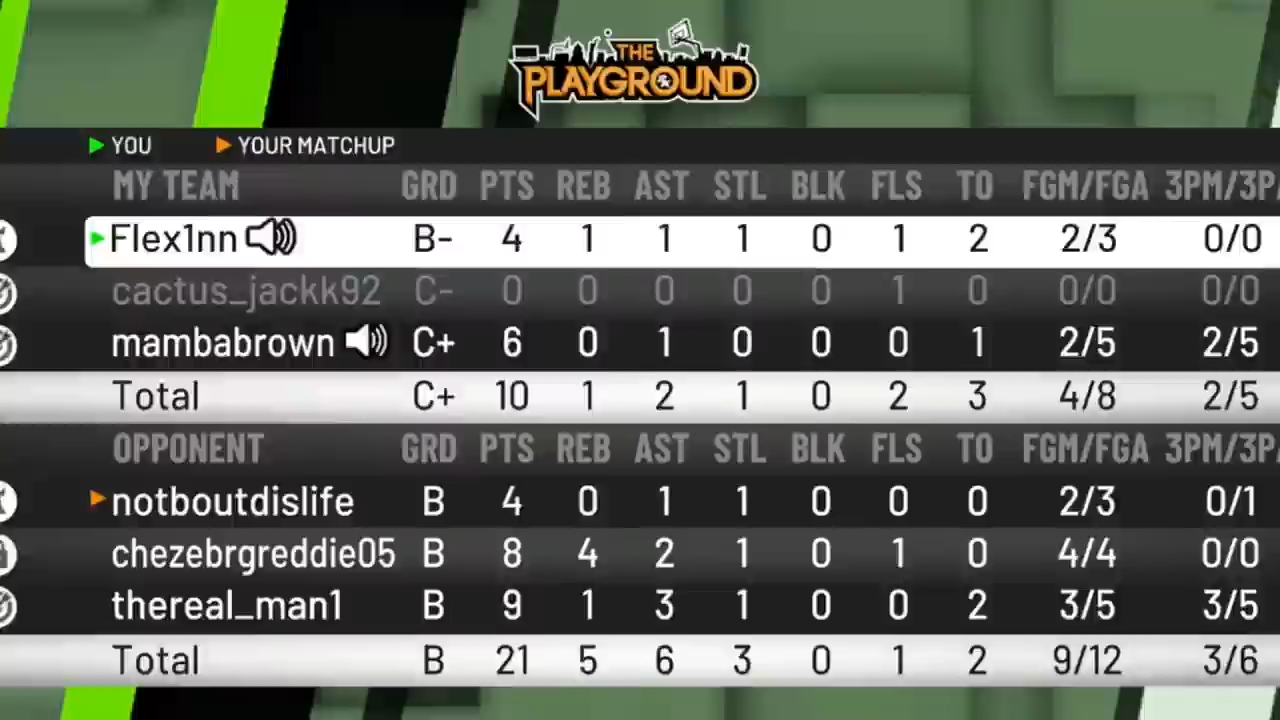 THE
PLAYGROUND
YOU YOUR MATCHUP
MY TEAM GRD PTS REB AST STL BLK FLS TO FGM/FGA 3PM/3P
Flex1nn B- 4 1 1 1 0 1 2 2/3 0/0
cactus_jackk92 C- 0 0 0 0 0 1 0 0/0 0/0
mambabrown C+ 6 0 1 0 0 0 1 2/5 2/5
Total C+ 10 1 2 1 0 2 3 4/8 2/5
OPPONENT GRD PTS REB AST STL BLK FLS TO FGM/FGA 3PM/3P
notboutdislife B 4 0 1 1 0 0 0 2/3 0/1
chezebrgreddie05 B 8 4 2 1 0 1 0 4/4 0/0
thereal_man1 B 9 1 3 1 0 0 2 3/5 3/5
Total B 21 5 6 3 0 1 2 9/12 3/6